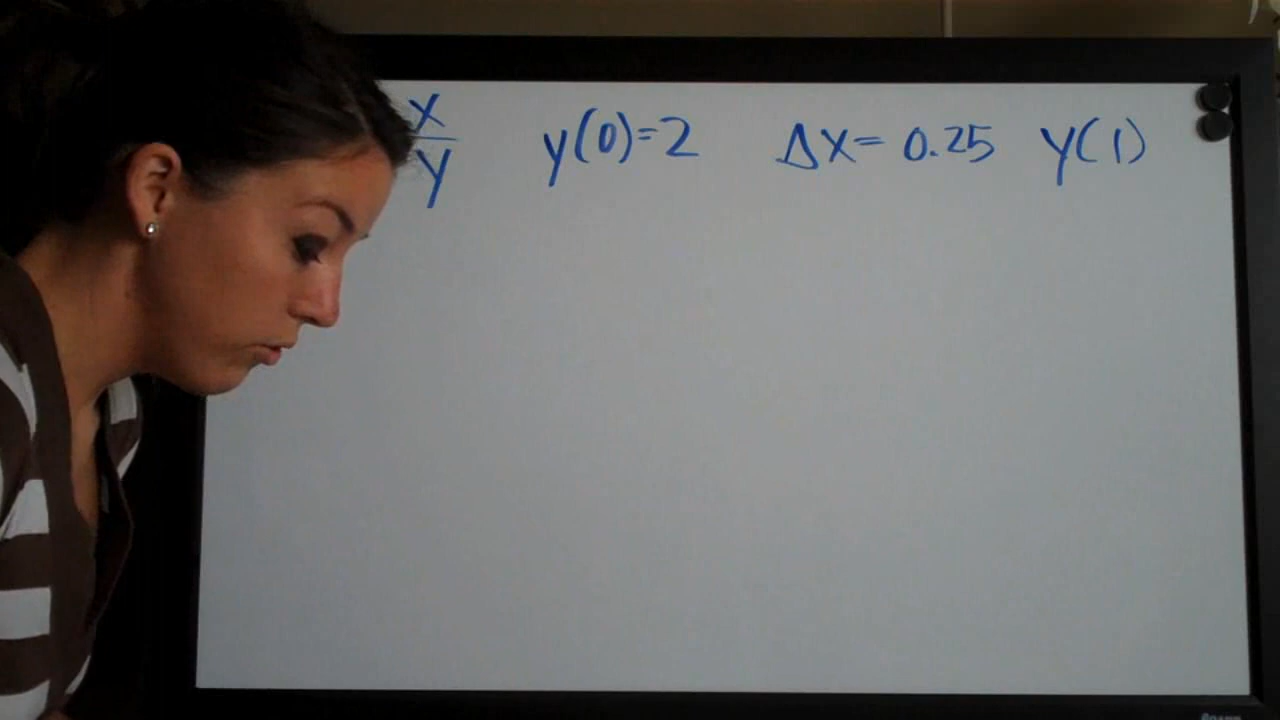 x/y y(0)=2 Δx= 0.25 y(1)